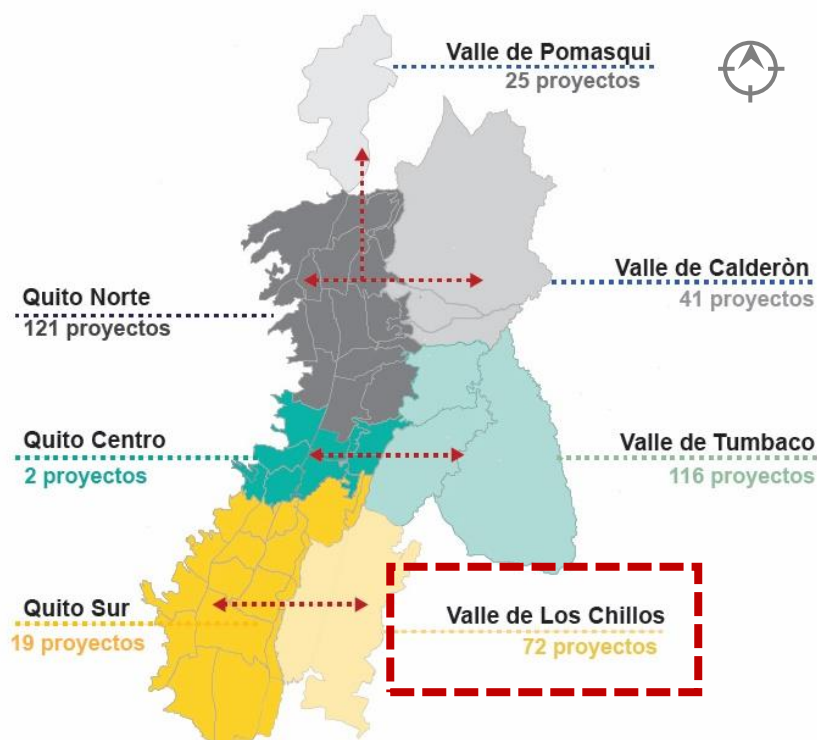 Valle de Pomasqui
25 proyectos
Valle de Calderòn
41 proyectos
Quito Norte
121 proyectos
Quito Centro
2 proyectos
Valle de Tumbaco
116 proyectos
Quito Sur
19 proyectos
Valle de Los Chillos
72 proyectos